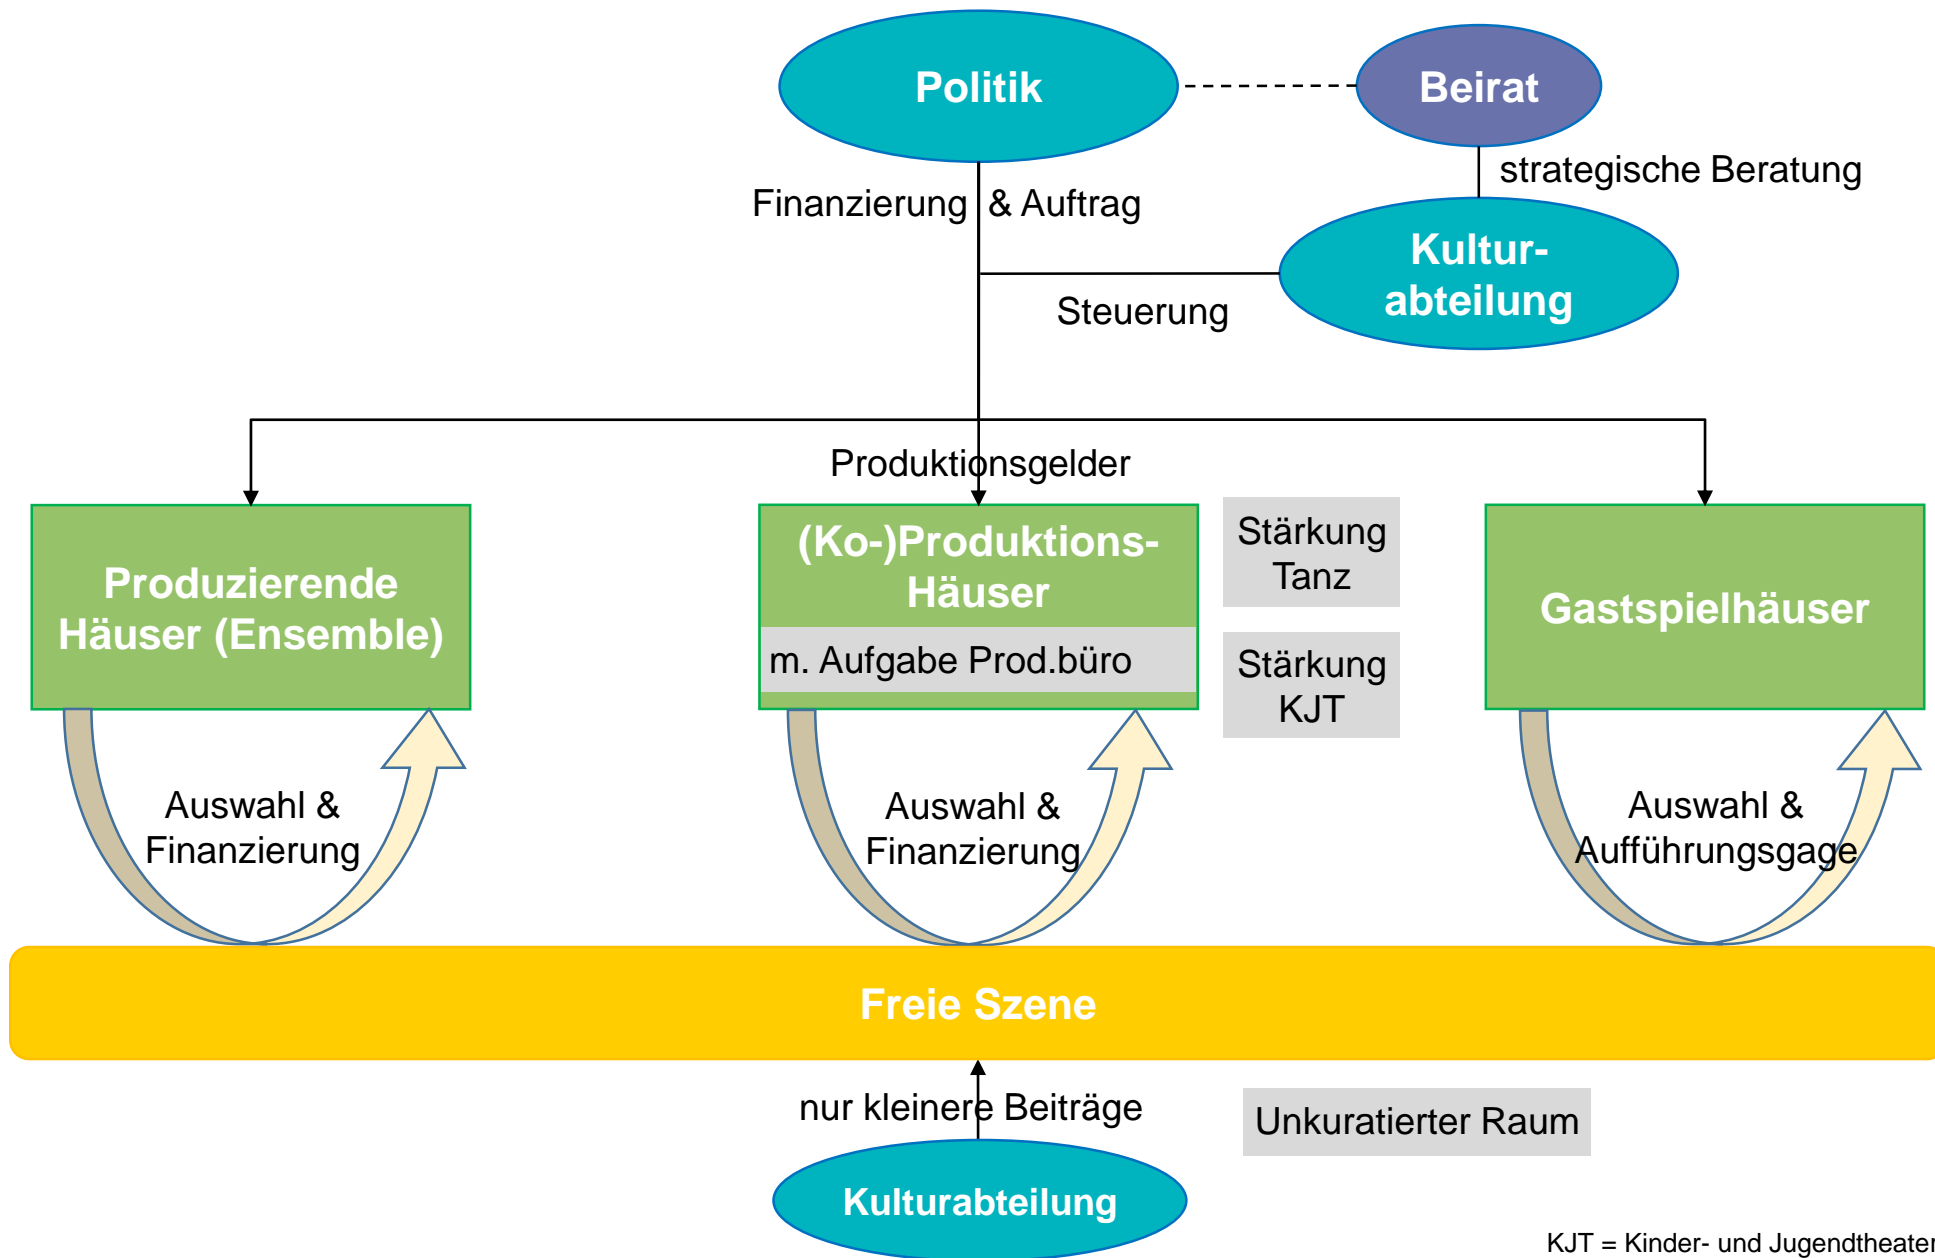 Politik
Beirat
strategische Beratung
Finanzierung & Auftrag
Kultur-
abteilung
Steuerung
Produktionsgelder
Produzierende
Häuser (Ensemble)
(Ko-)Produktions-
Häuser
m. Aufgabe Prod.büro
Stärkung
Tanz
Stärkung
KJT
Gastspielhäuser
Auswahl &
Finanzierung
Auswahl &
Finanzierung
Auswahl &
Aufführungsgage
Freie Szene
nur kleinere Beiträge
Unkuratierter Raum
Kulturabteilung
KJT = Kinder- und Jugendtheater